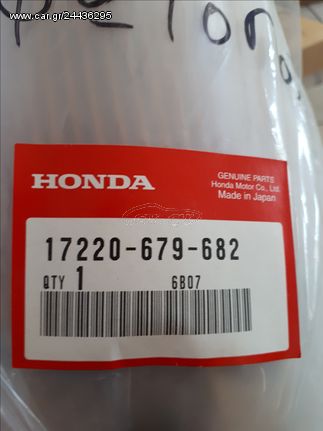 www.car.gr/24436295
HONDA
GENUINE PARTS
Honda Motor Co., Ltd.
Made in Japan
17220-679-682
QTY 1
6B07